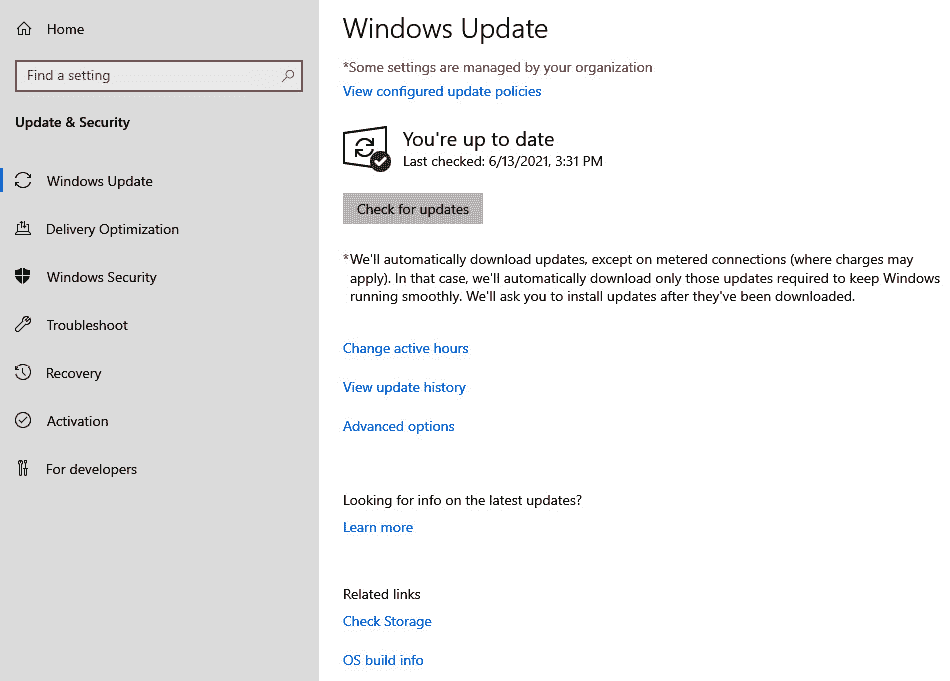 Home
Find a setting
Update & Security
Windows Update
Delivery Optimization
Windows Security
Troubleshoot
Recovery
Activation
For developers
Windows Update
*Some settings are managed by your organization
View configured update policies
You're up to date
Last checked: 6/13/2021, 3:31 PM
Check for updates
*We'll automatically download updates, except on metered connections (where charges may
apply). In that case, we'll automatically download only those updates required to keep Windows
running smoothly. We'll ask you to install updates after they've been downloaded.
Change active hours
View update history
Advanced options
Looking for info on the latest updates?
Learn more
Related links
Check Storage
OS build info